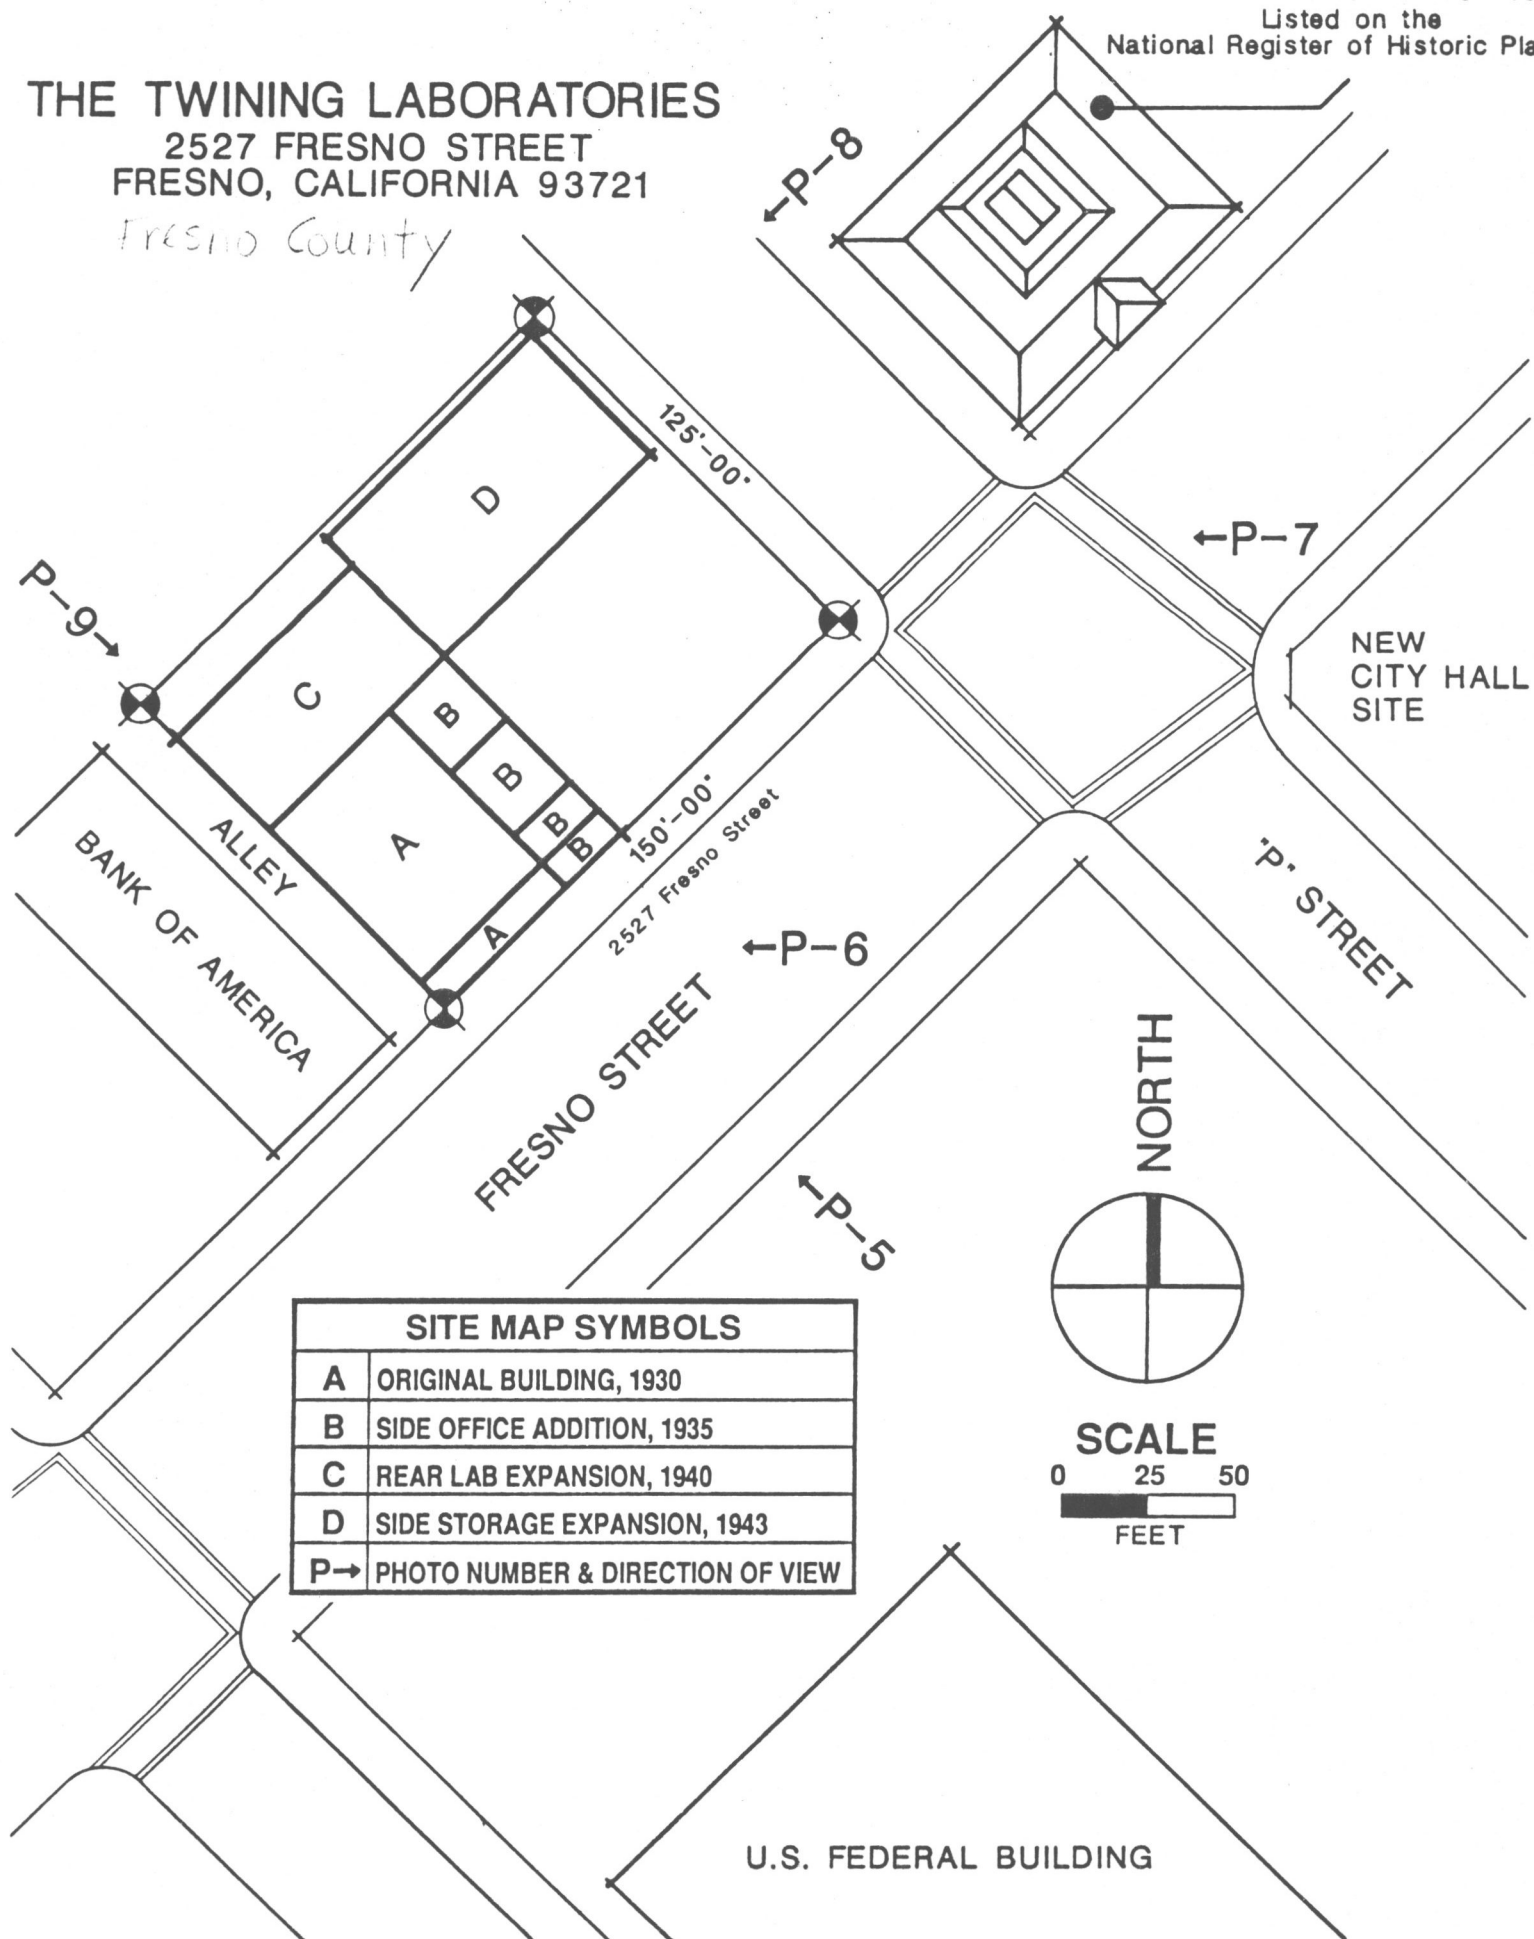 Listed on the
National Register of Historic Pla
THE TWINING LABORATORIES
2527 FRESNO STREET
FRESNO, CALIFORNIA 93721
Fresno County
←P-8
125'-00"
D
←P-7
P-9→
NEW
CITY HALL
SITE
C
B
B
B
B
A
A
150'-00"
2527 Fresno Street
ALLEY
BANK OF AMERICA
←P-6
"P" STREET
FRESNO STREET
NORTH
←P-5
SITE MAP SYMBOLS
A ORIGINAL BUILDING, 1930
B SIDE OFFICE ADDITION, 1935
C REAR LAB EXPANSION, 1940
D SIDE STORAGE EXPANSION, 1943
P→ PHOTO NUMBER & DIRECTION OF VIEW
SCALE
0 25 50
FEET
U.S. FEDERAL BUILDING